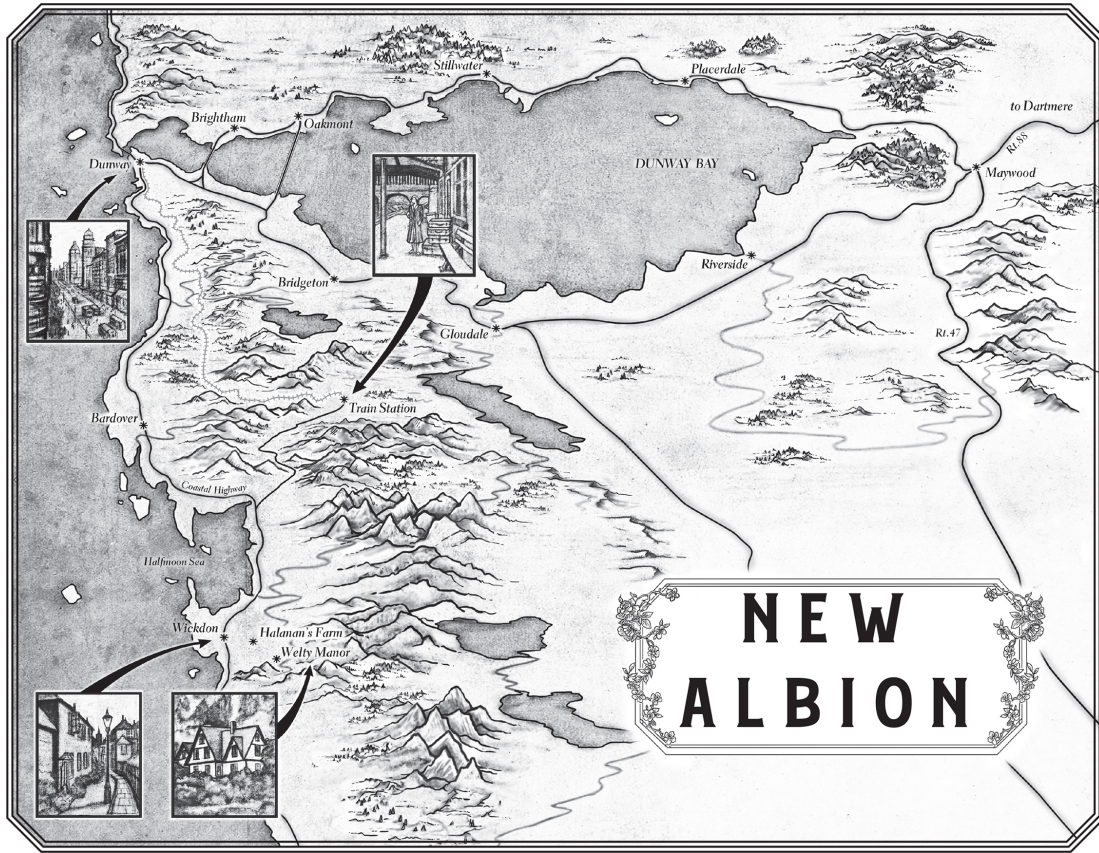 Stillwater
Placerdale
to Dartmere
Brightham
Oakmont
Rt.88
Dunway
DUNWAY BAY
Maywood
Riverside
Bridgeton
Gloudale
Rt.47
Train Station
Bardover
Coastal Highway
Halfmoon Sea
Wickdon
Halanan's Farm
Welty Manor
NEW
ALBION